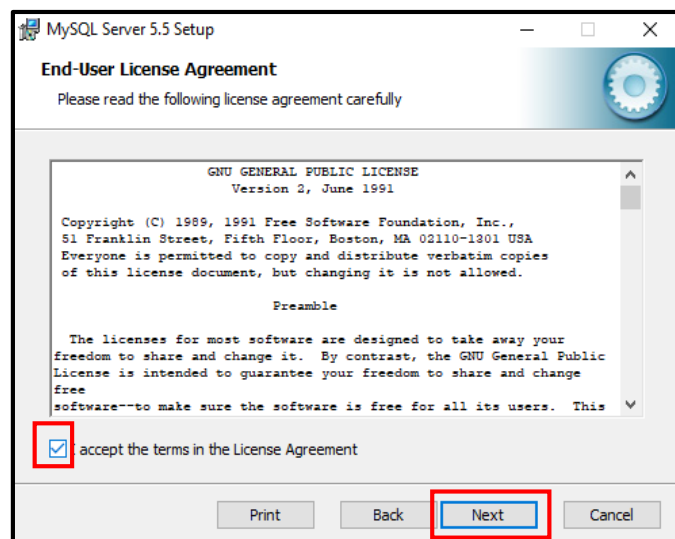 MySQL Server 5.5 Setup
End-User License Agreement
Please read the following license agreement carefully
GNU GENERAL PUBLIC LICENSE
Version 2, June 1991
Copyright (C) 1989, 1991 Free Software Foundation, Inc.,
51 Franklin Street, Fifth Floor, Boston, MA 02110-1301 USA
Everyone is permitted to copy and distribute verbatim copies
of this license document, but changing it is not allowed.
Preamble
The licenses for most software are designed to take away your
freedom to share and change it.  By contrast, the GNU General Public
License is intended to guarantee your freedom to share and change
free
software--to make sure the software is free for all its users.  This
I accept the terms in the License Agreement
Print Back Next Cancel